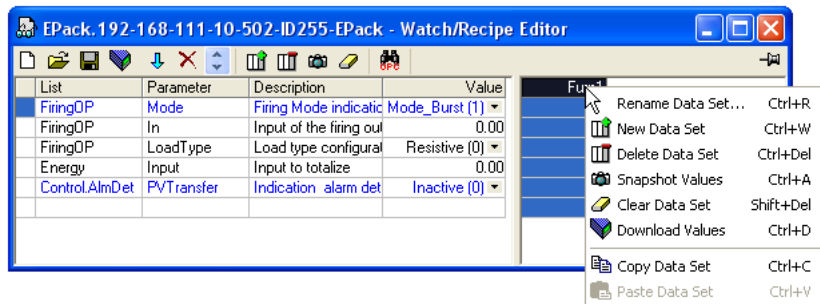 EPack.192-168-111-10-502-ID255-EPack - Watch/Recipe Editor
OPC
List Parameter Description Value
FiringOP Mode Firing Mode indicatic Mode_Burst (1)
FiringOP In Input of the firing out 0.00
FiringOP LoadType Load type configural Resistive (0)
Energy Input Input to totalize 0.00
Control.AlmDet PVTransfer Indication alarm det Inactive (0)
Rename Data Set... Ctrl+R
New Data Set Ctrl+W
Delete Data Set Ctrl+Del
Snapshot Values Ctrl+A
Clear Data Set Shift+Del
Download Values Ctrl+D
Copy Data Set Ctrl+C
Paste Data Set Ctrl+V